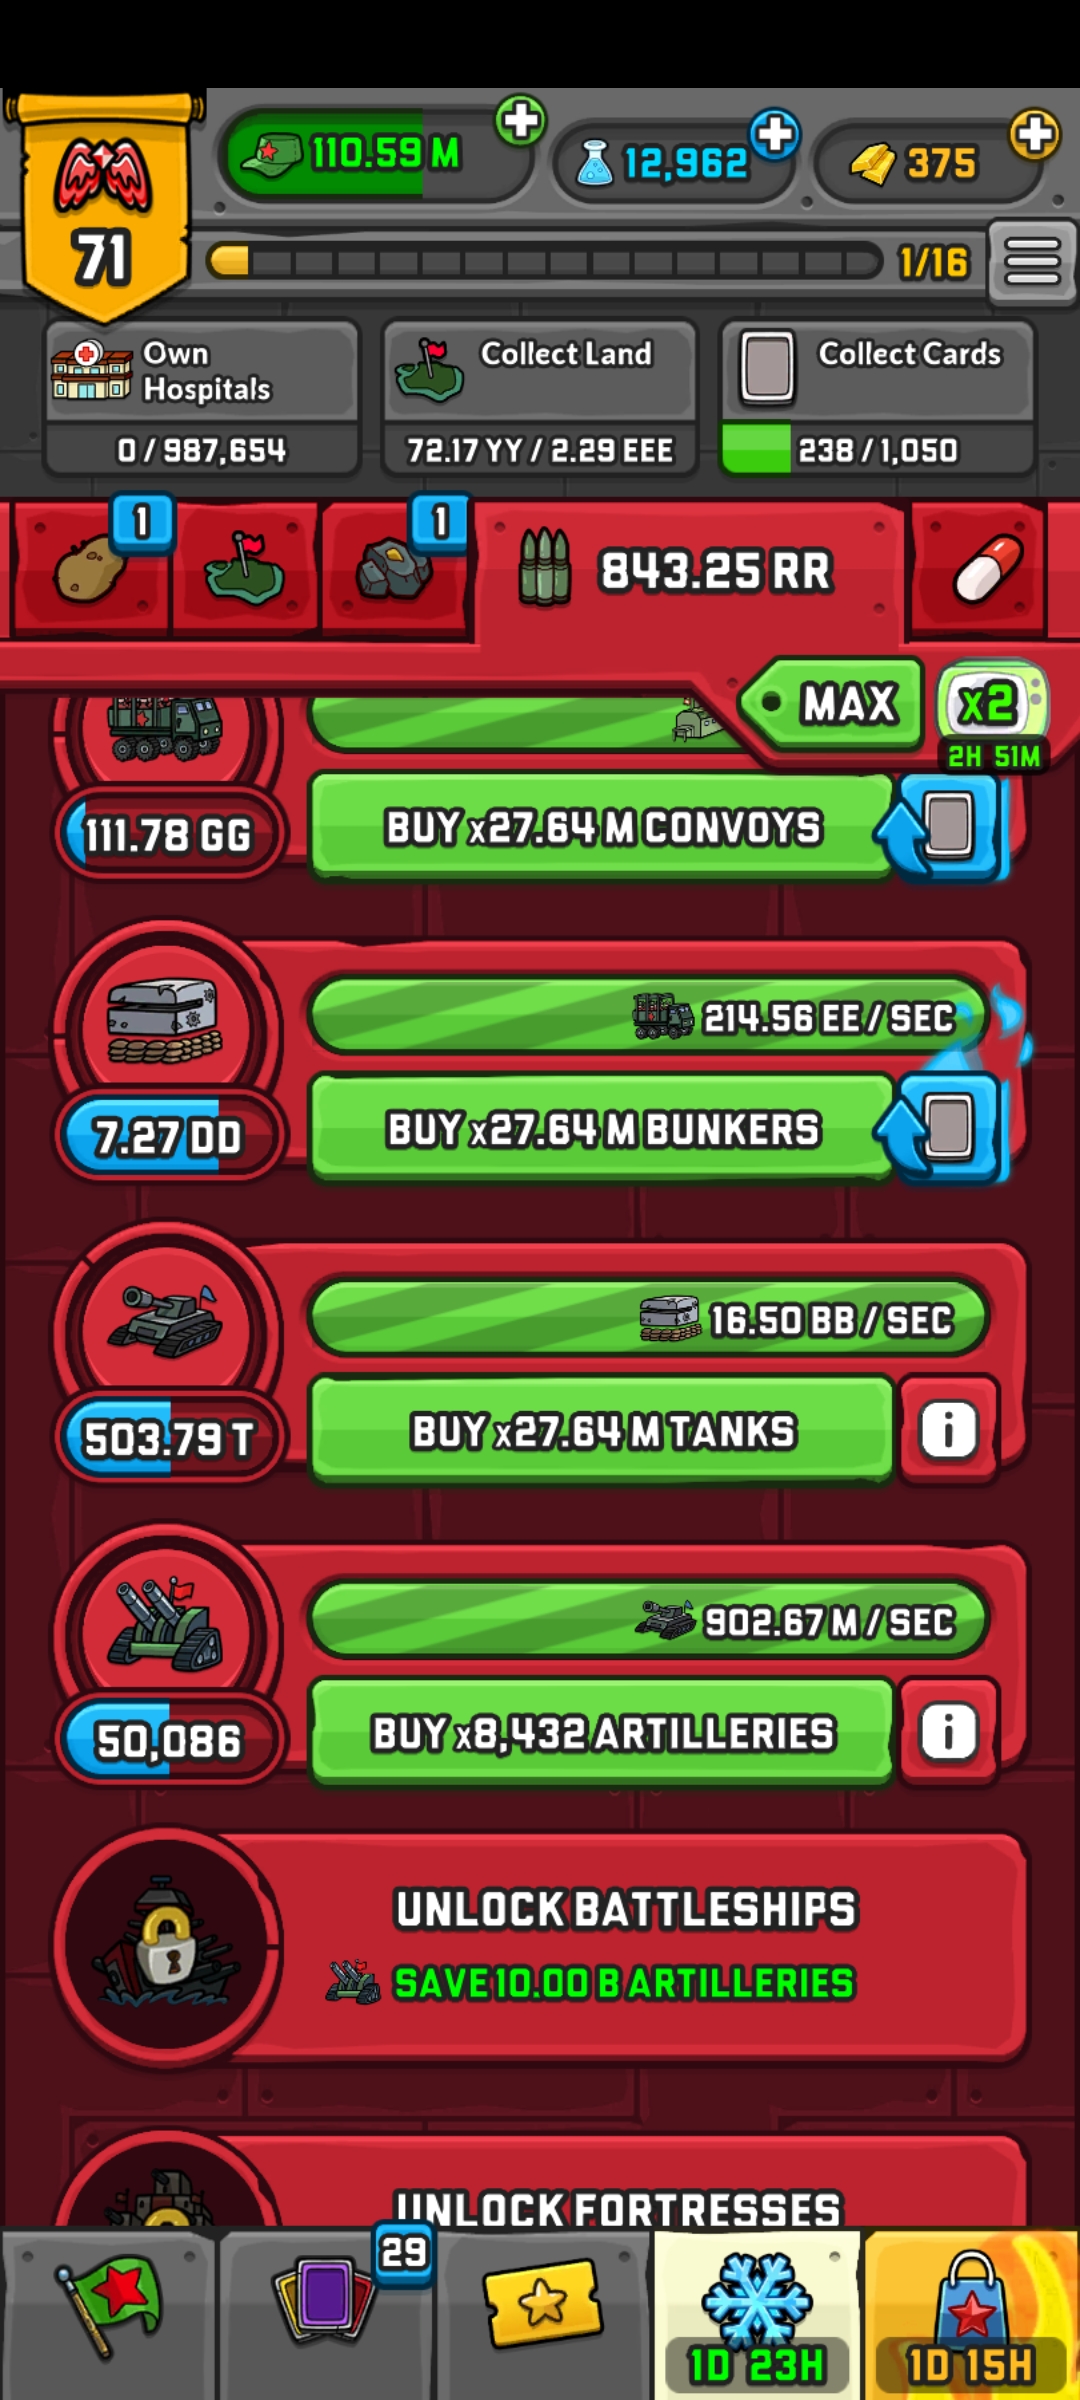 110.59 M
12,962
375
71
1/16
Own
Hospitals
0 / 987,654
Collect Land
72.17 YY / 2.29 EEE
Collect Cards
238 / 1,050
1
1
843.25 RR
MAX
x2
2H 51M
111.78 GG
BUY x27.64 M CONVOYS
214.56 EE / SEC
7.27 DD
BUY x27.64 M BUNKERS
16.50 BB / SEC
503.79 T
BUY x27.64 M TANKS
i
902.67 M / SEC
50,086
BUY x8,432 ARTILLERIES
i
UNLOCK BATTLESHIPS
SAVE 10.00 B ARTILLERIES
UNLOCK FORTRESSES
29
1D 23H
1D 15H